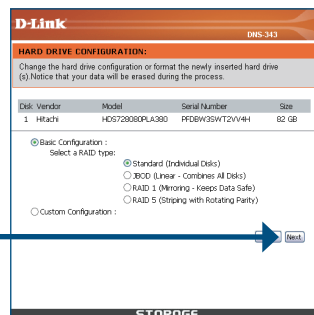 D-Link
DNS-343
HARD DRIVE CONFIGURATION:
Change the hard drive configuration or format the newly inserted hard drive
(s).Notice that your data will be erased during the process.
Disk Vendor Model Serial Number Size
1 Hitachi HDS728080PLA380 PFDBW3SWT2VV4H 82 GB
Basic Configuration :
Select a RAID type:
Standard (Individual Disks)
JBOD (Linear - Combines All Disks)
RAID 1 (Mirroring - Keeps Data Safe)
RAID 5 (Striping with Rotating Parity)
Custom Configuration :
Next
STORAGE